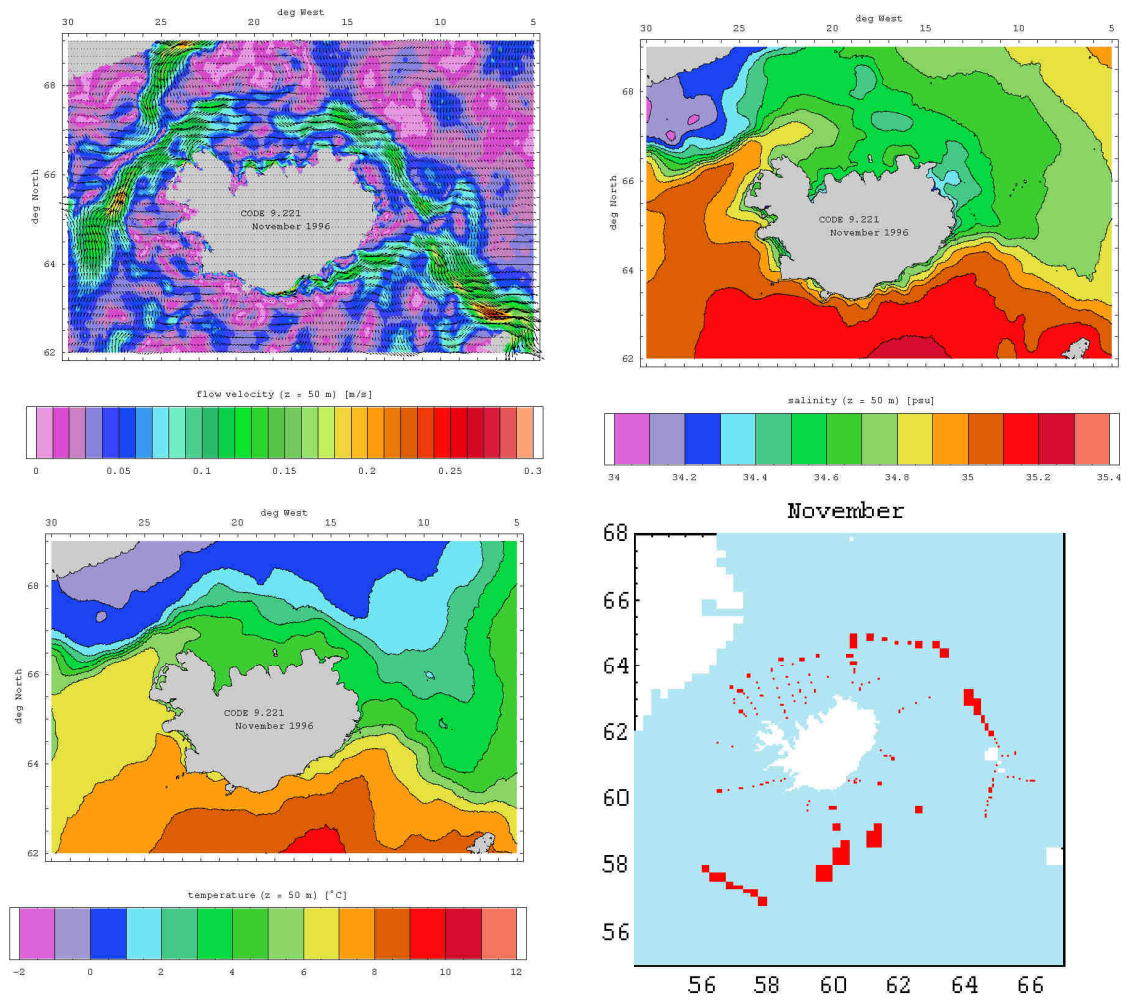 deg West
30 25 20 15 10 5
68
66
64
62
deg North
CODE 9.221
November 1996
flow velocity (z = 50 m) [m/s]
0 0.05 0.1 0.15 0.2 0.25 0.3
deg West
30 25 20 15 10 5
68
66
64
62
deg North
CODE 9.221
November 1996
salinity (z = 50 m) [psu]
34 34.2 34.4 34.6 34.8 35 35.2 35.4
deg West
30 25 20 15 10 5
68
66
64
62
deg North
CODE 9.221
November 1996
temperature (z = 50 m) [°C]
-2 0 2 4 6 8 10 12
November
68
66
64
62
60
58
56
56 58 60 62 64 66